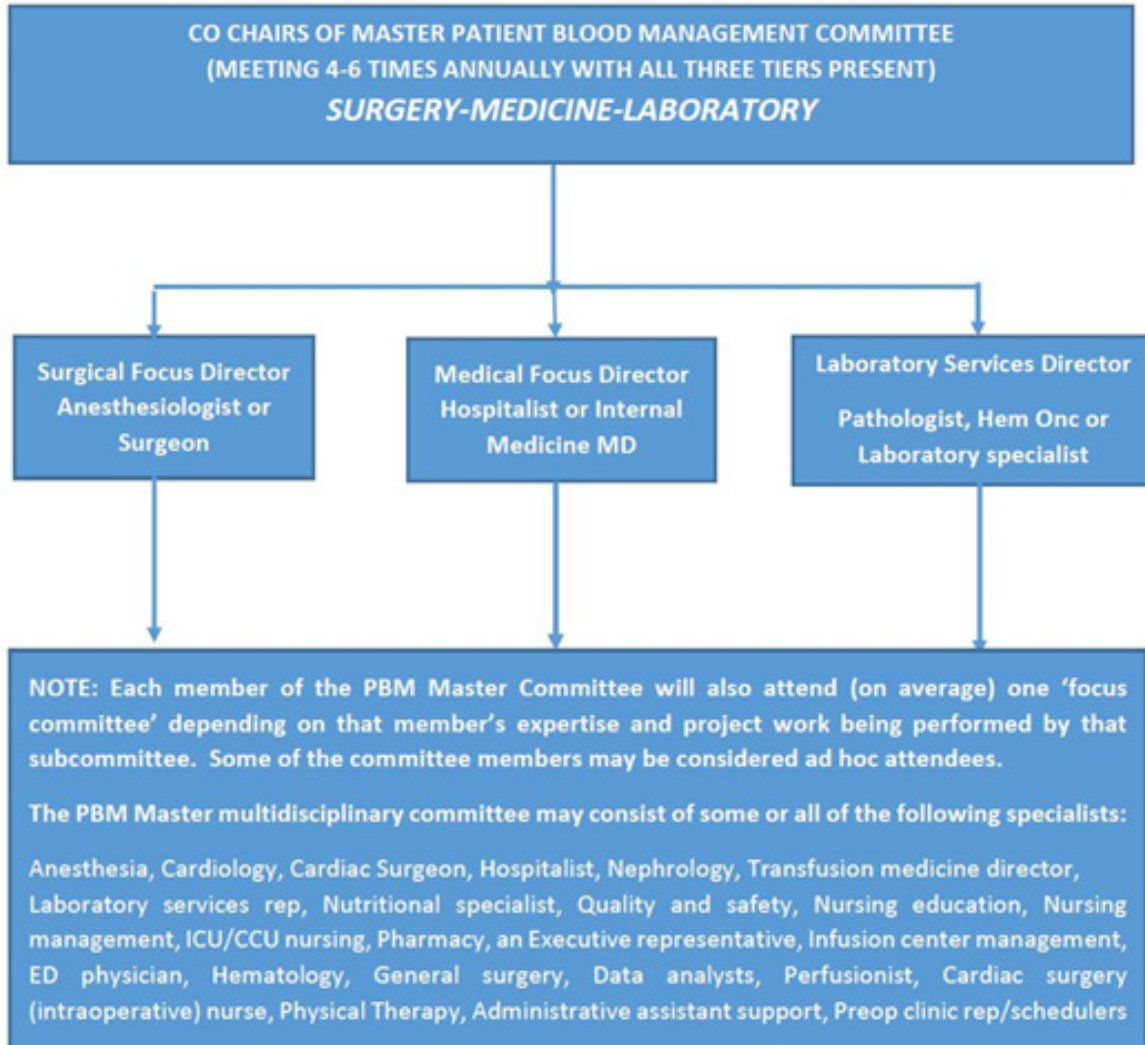 CO CHAIRS OF MASTER PATIENT BLOOD MANAGEMENT COMMITTEE
(MEETING 4-6 TIMES ANNUALLY WITH ALL THREE TIERS PRESENT)
SURGERY-MEDICINE-LABORATORY
Surgical Focus Director
Anesthesiologist or
Surgeon
Medical Focus Director
Hospitalist or Internal
Medicine MD
Laboratory Services Director
Pathologist, Hem Onc or
Laboratory specialist
NOTE: Each member of the PBM Master Committee will also attend (on average) one ‘focus
committee’ depending on that member’s expertise and project work being performed by that
subcommittee. Some of the committee members may be considered ad hoc attendees.
The PBM Master multidisciplinary committee may consist of some or all of the following specialists:
Anesthesia, Cardiology, Cardiac Surgeon, Hospitalist, Nephrology, Transfusion medicine director,
Laboratory services rep, Nutritional specialist, Quality and safety, Nursing education, Nursing
management, ICU/CCU nursing, Pharmacy, an Executive representative, Infusion center management,
ED physician, Hematology, General surgery, Data analysts, Perfusionist, Cardiac surgery
(intraoperative) nurse, Physical Therapy, Administrative assistant support, Preop clinic rep/schedulers